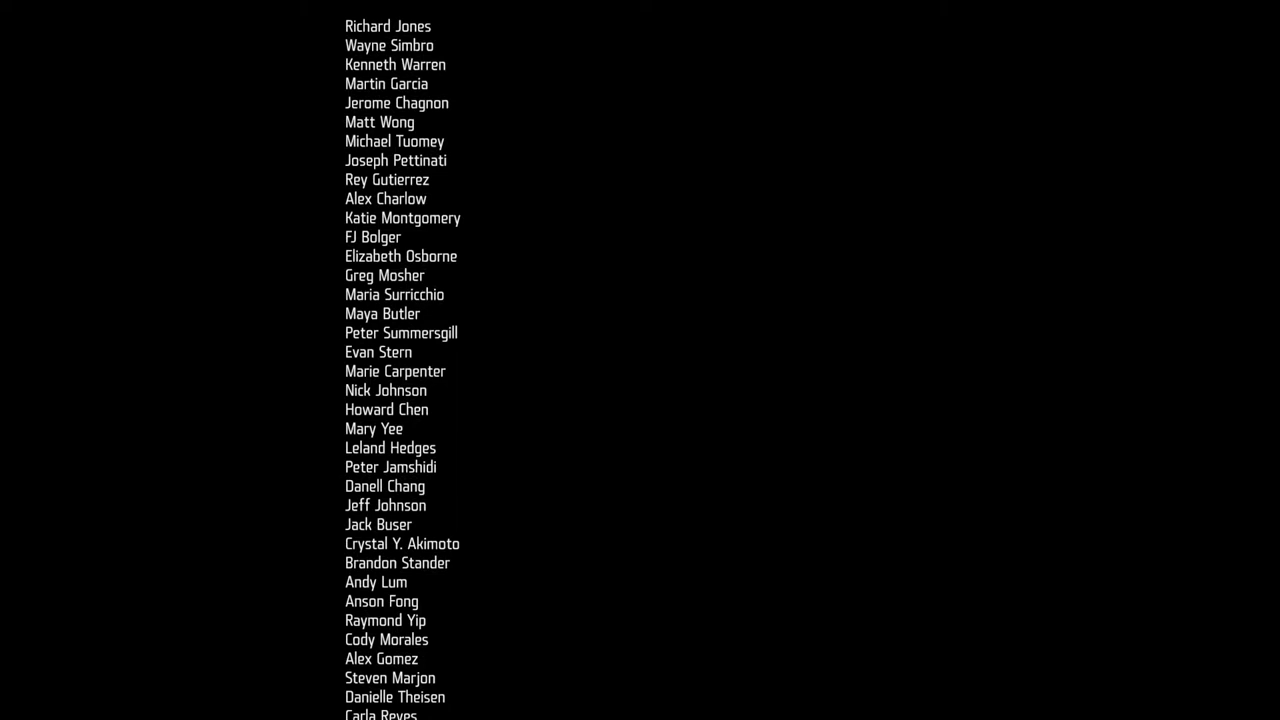 Richard Jones
Wayne Simbro
Kenneth Warren
Martin Garcia
Jerome Chagnon
Matt Wong
Michael Tuomey
Joseph Pettinati
Rey Gutierrez
Alex Charlow
Katie Montgomery
FJ Bolger
Elizabeth Osborne
Greg Mosher
Maria Surricchio
Maya Butler
Peter Summersgill
Evan Stern
Marie Carpenter
Nick Johnson
Howard Chen
Mary Yee
Leland Hedges
Peter Jamshidi
Danell Chang
Jeff Johnson
Jack Buser
Crystal Y. Akimoto
Brandon Stander
Andy Lum
Anson Fong
Raymond Yip
Cody Morales
Alex Gomez
Steven Marjon
Danielle Theisen
Carla Reyes